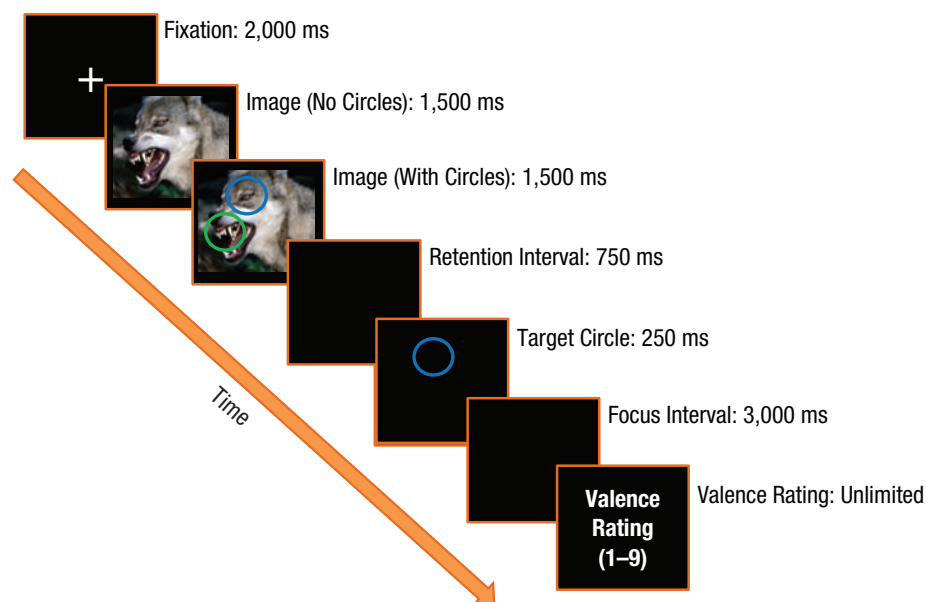 Fixation: 2,000 ms
Image (No Circles): 1,500 ms
Image (With Circles): 1,500 ms
Retention Interval: 750 ms
Target Circle: 250 ms
Time
Focus Interval: 3,000 ms
Valence Rating: Unlimited
Valence
Rating
(1–9)